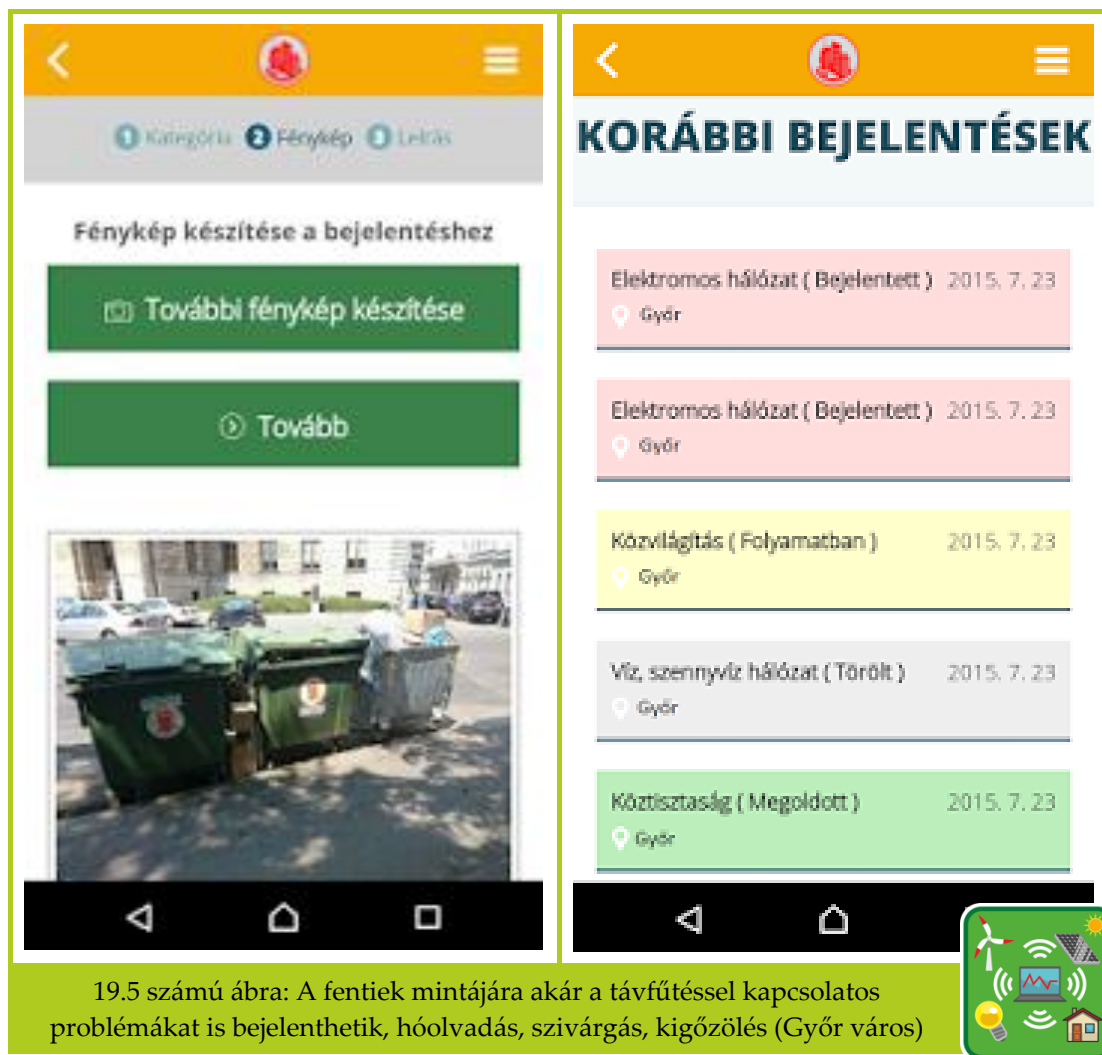 1 Kategória 2 Fénykép 3 Leírás
Fénykép készítése a bejelentéshez
További fénykép készítése
Tovább
KORÁBBI BEJELENTÉSEK
Elektromos hálózat ( Bejelentett ) 2015. 7. 23
Győr
Elektromos hálózat ( Bejelentett ) 2015. 7. 23
Győr
Közvilágítás ( Folyamatban ) 2015. 7. 23
Győr
Víz, szennyvíz hálózat ( Törölt ) 2015. 7. 23
Győr
Köztisztaság ( Megoldott ) 2015. 7. 23
Győr
19.5 számú ábra: A fentiek mintájára akár a távfűtéssel kapcsolatos
problémákat is bejelenthetik, hóolvadás, szivárgás, kigőzölés (Győr város)